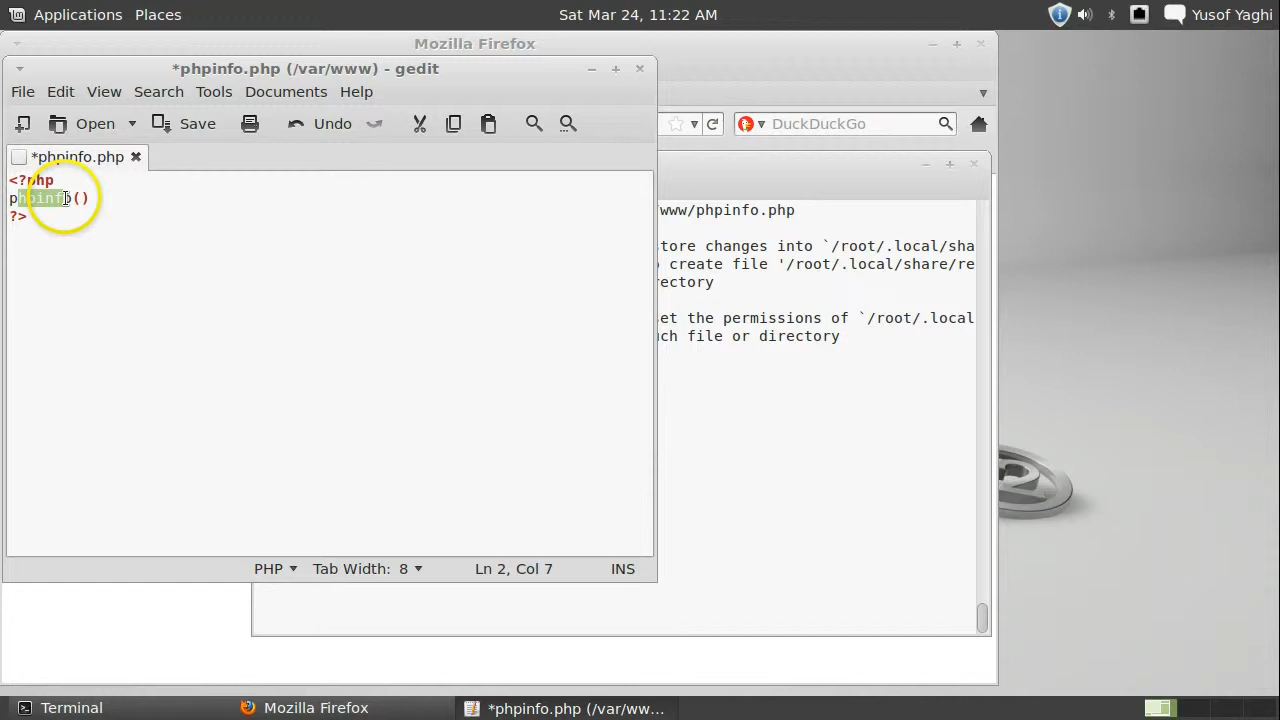 Applications Places Sat Mar 24, 11:22 AM Yusof Yaghi
Mozilla Firefox
*phpinfo.php (/var/www) - gedit
File Edit View Search Tools Documents Help
Open Save Undo DuckDuckGo
*phpinfo.php
<?php
phpinfo()
?>
www/phpinfo.php
tore changes into `/root/.local/sha
o create file '/root/.local/share/re
rectory
set the permissions of `/root/.local
uch file or directory
PHP Tab Width: 8 Ln 2, Col 7 INS
Terminal Mozilla Firefox *phpinfo.php (/var/ww...